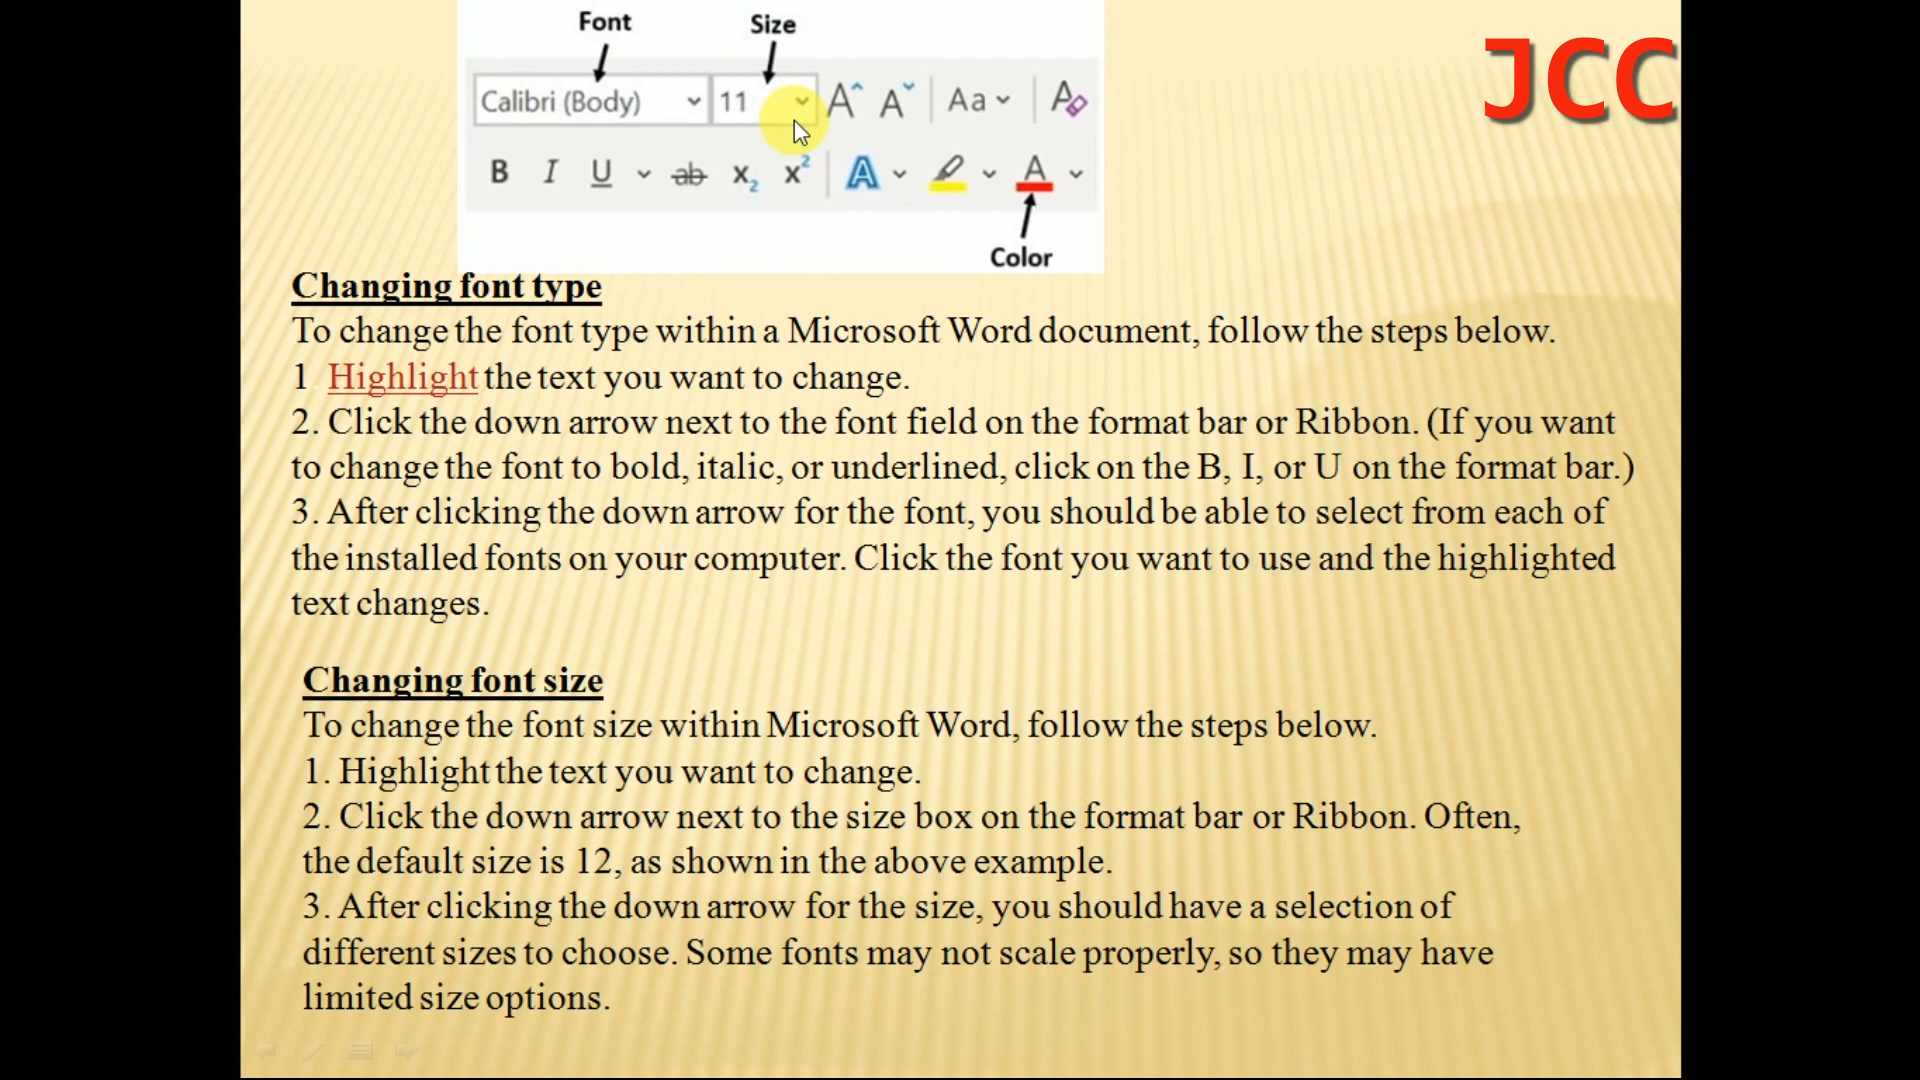 Font Size
JCC
Calibri (Body) 11 A A Aa A
B I U ab x2 x2 A A
Color
Changing font type
To change the font type within a Microsoft Word document, follow the steps below.
1. Highlight the text you want to change.
2. Click the down arrow next to the font field on the format bar or Ribbon. (If you want
to change the font to bold, italic, or underlined, click on the B, I, or U on the format bar.)
3. After clicking the down arrow for the font, you should be able to select from each of
the installed fonts on your computer. Click the font you want to use and the highlighted
text changes.
Changing font size
To change the font size within Microsoft Word, follow the steps below.
1. Highlight the text you want to change.
2. Click the down arrow next to the size box on the format bar or Ribbon. Often,
the default size is 12, as shown in the above example.
3. After clicking the down arrow for the size, you should have a selection of
different sizes to choose. Some fonts may not scale properly, so they may have
limited size options.